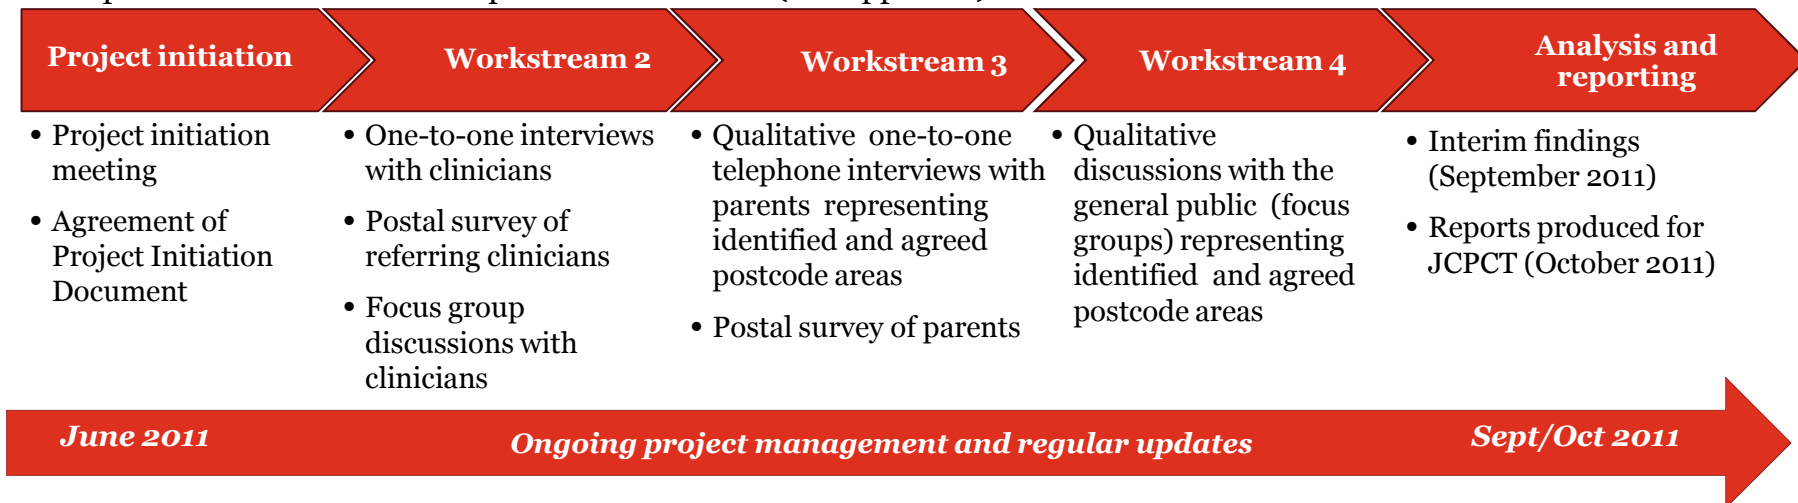 Project initiation
Workstream 2
Workstream 3
Workstream 4
Analysis and
reporting
• Project initiation
meeting
• Agreement of
Project Initiation
Document
• One-to-one interviews
with clinicians
• Postal survey of
referring clinicians
• Focus group
discussions with
clinicians
• Qualitative one-to-one
telephone interviews with
parents representing
identified and agreed
postcode areas
• Postal survey of parents
• Qualitative
discussions with the
general public (focus
groups) representing
identified and agreed
postcode areas
• Interim findings
(September 2011)
• Reports produced for
JCPCT (October 2011)
June 2011
Ongoing project management and regular updates
Sept/Oct 2011